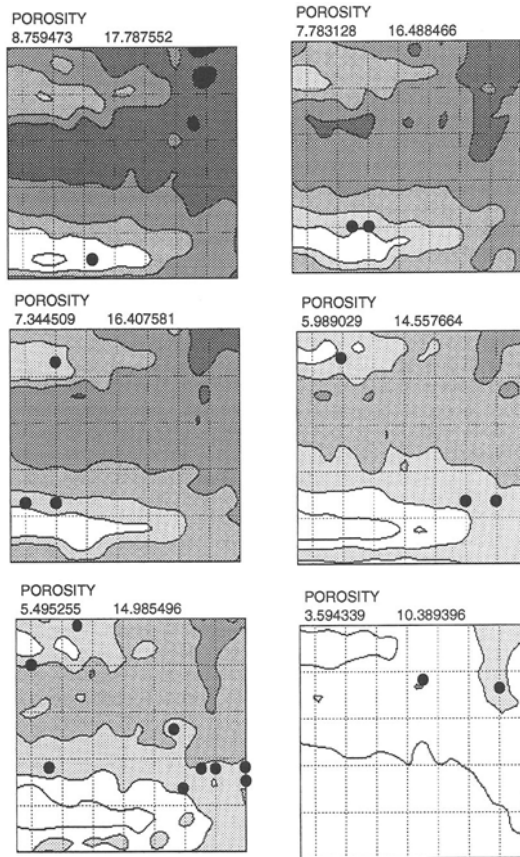 POROSITY
8.759473 17.787552
POROSITY
7.783128 16.488466
POROSITY
7.344509 16.407581
POROSITY
5.989029 14.557664
POROSITY
5.495255 14.985496
POROSITY
3.594339 10.389396